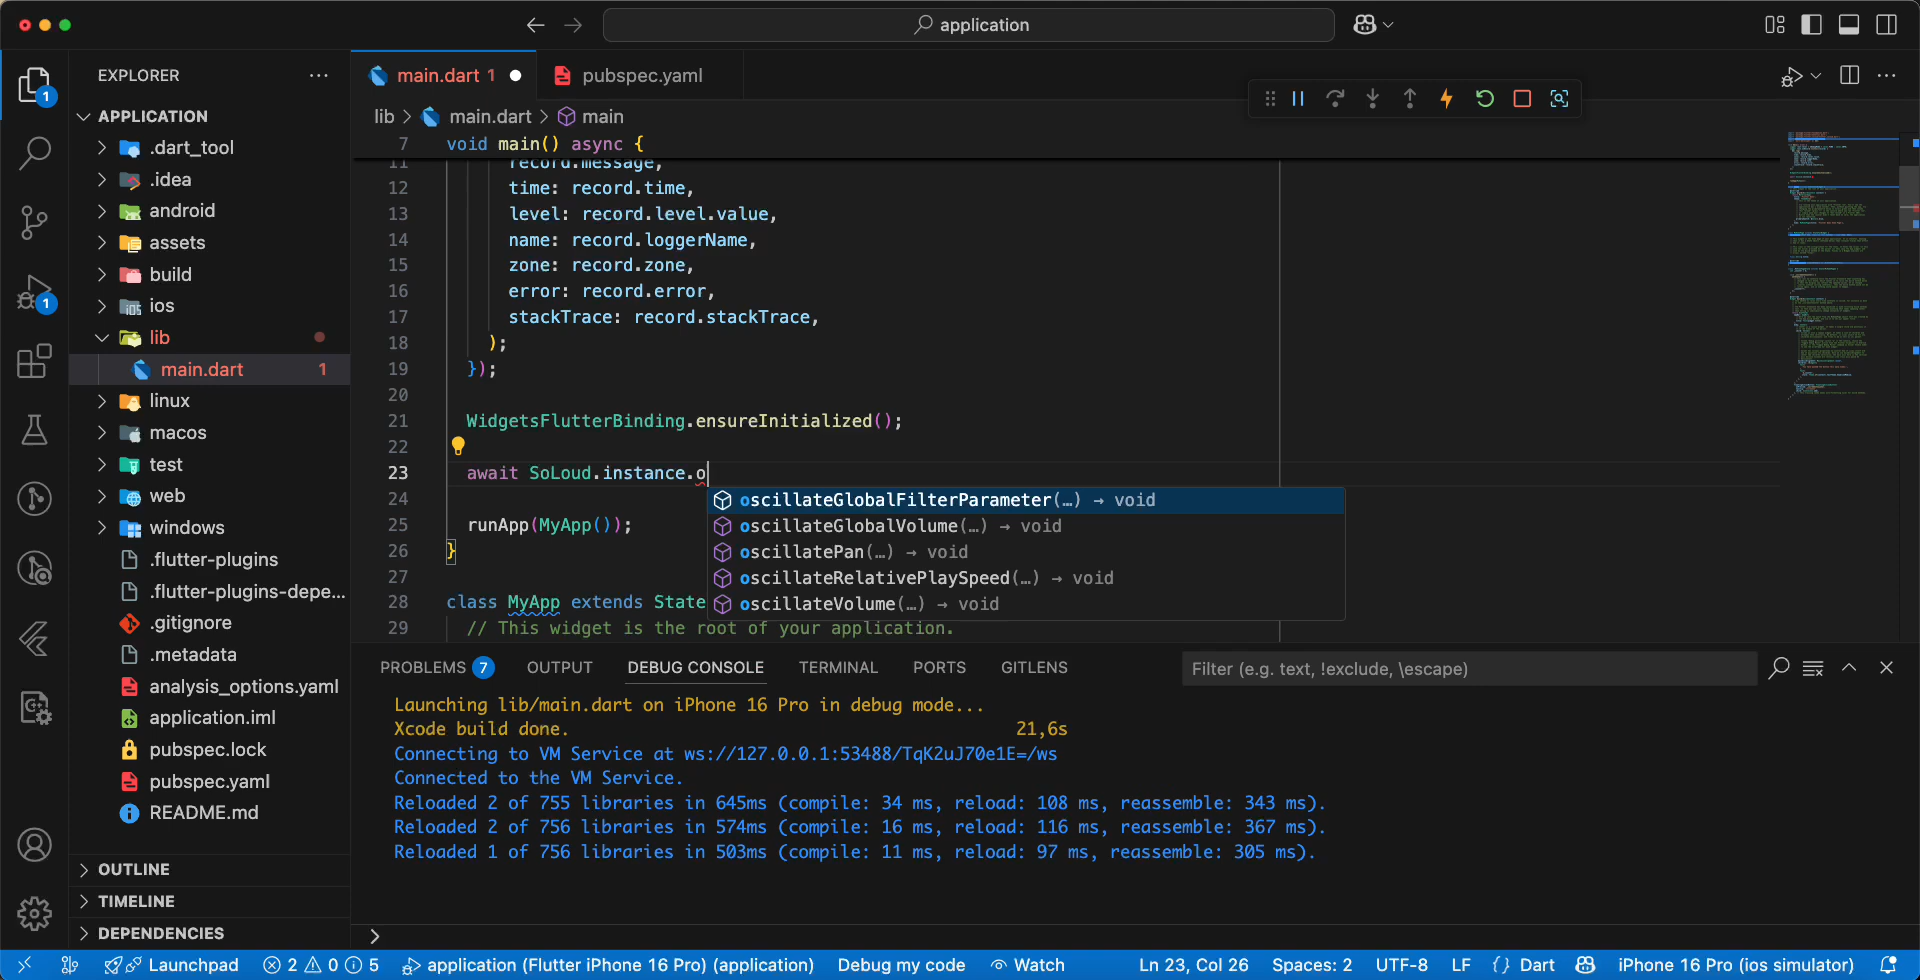 application
EXPLORER
main.dart 1
pubspec.yaml
APPLICATION
.dart_tool
.idea
android
assets
build
ios
lib
main.dart 1
linux
macos
test
web
windows
.flutter-plugins
.flutter-plugins-depe...
.gitignore
.metadata
analysis_options.yaml
application.iml
pubspec.lock
pubspec.yaml
README.md
OUTLINE
TIMELINE
DEPENDENCIES
1
1
lib > main.dart > main
7 void main() async {
11 record.message,
12 time: record.time,
13 level: record.level.value,
14 name: record.loggerName,
15 zone: record.zone,
16 error: record.error,
17 stackTrace: record.stackTrace,
18 );
19 });
20
21 WidgetsFlutterBinding.ensureInitialized();
22
23 await SoLoud.instance.o
24
25 runApp(MyApp());
26 }
27
28 class MyApp extends State
29 // This widget is the root of your application.
oscillateGlobalFilterParameter(…) → void
oscillateGlobalVolume(…) → void
oscillatePan(…) → void
oscillateRelativePlaySpeed(…) → void
oscillateVolume(…) → void
PROBLEMS 7 OUTPUT DEBUG CONSOLE TERMINAL PORTS GITLENS
Filter (e.g. text, !exclude, \escape)
Launching lib/main.dart on iPhone 16 Pro in debug mode...
Xcode build done. 21,6s
Connecting to VM Service at ws://127.0.0.1:53488/TqK2uJ70e1E=/ws
Connected to the VM Service.
Reloaded 2 of 755 libraries in 645ms (compile: 34 ms, reload: 108 ms, reassemble: 343 ms).
Reloaded 2 of 756 libraries in 574ms (compile: 16 ms, reload: 116 ms, reassemble: 367 ms).
Reloaded 1 of 756 libraries in 503ms (compile: 11 ms, reload: 97 ms, reassemble: 305 ms).
>
Launchpad 2 0 5 application (Flutter iPhone 16 Pro) (application) Debug my code Watch Ln 23, Col 26 Spaces: 2 UTF-8 LF {} Dart iPhone 16 Pro (ios simulator)